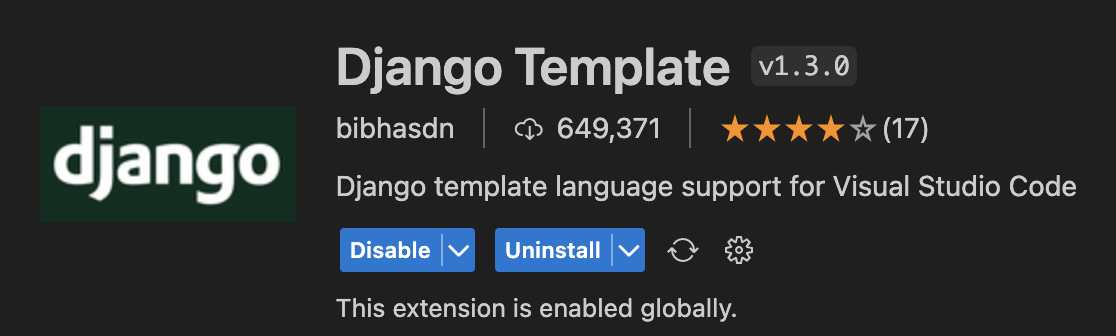 django
Django Template v1.3.0
bibhasdn 649,371 (17)
Django template language support for Visual Studio Code
Disable Uninstall
This extension is enabled globally.